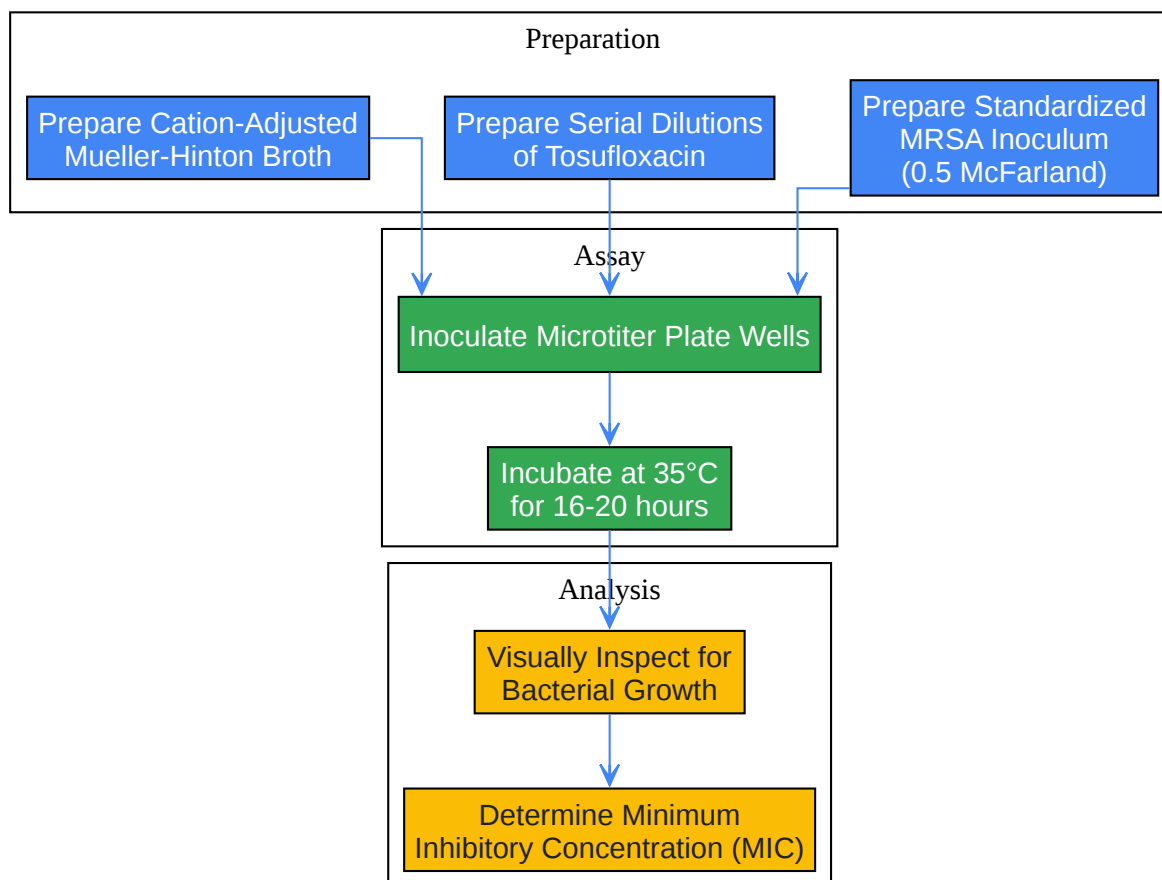 Preparation
Prepare Cation-Adjusted
Mueller-Hinton Broth
Prepare Serial Dilutions
of Tosufloxacin
Prepare Standardized
MRSA Inoculum
(0.5 McFarland)
Assay
Inoculate Microtiter Plate Wells
Incubate at 35°C
for 16-20 hours
Analysis
Visually Inspect for
Bacterial Growth
Determine Minimum
Inhibitory Concentration (MIC)